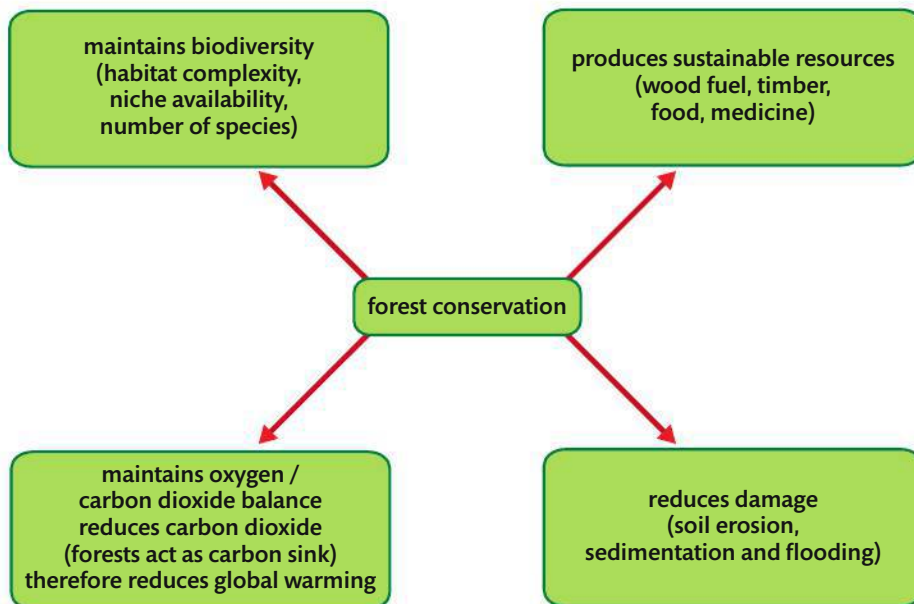 maintains biodiversity
(habitat complexity,
niche availability,
number of species)
produces sustainable resources
(wood fuel, timber,
food, medicine)
forest conservation
maintains oxygen /
carbon dioxide balance
reduces carbon dioxide
(forests act as carbon sink)
therefore reduces global warming
reduces damage
(soil erosion,
sedimentation and flooding)